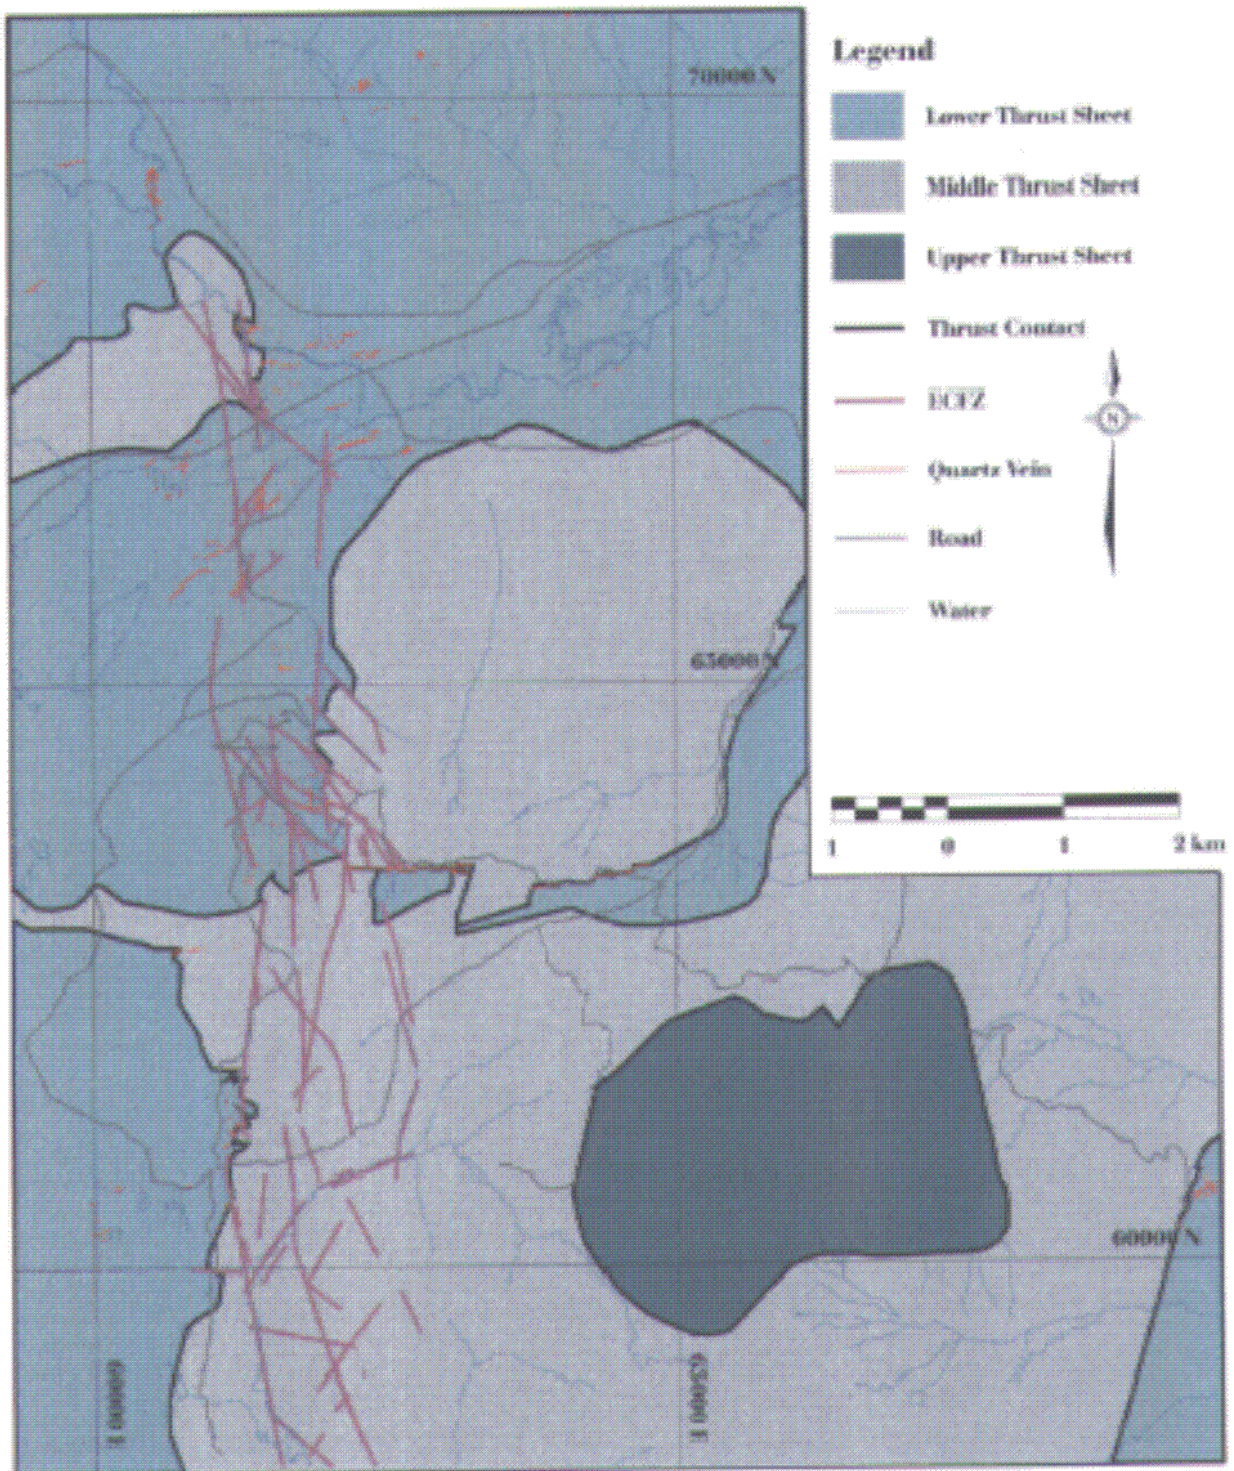 Legend
70000 N
Lower Thrust Sheet
Middle Thrust Sheet
Upper Thrust Sheet
Thrust Contact
ECFZ
Quartz Vein
Road
Water
N
65000 N
1 0 1 2 km
60000 N
60000 E
65000 E